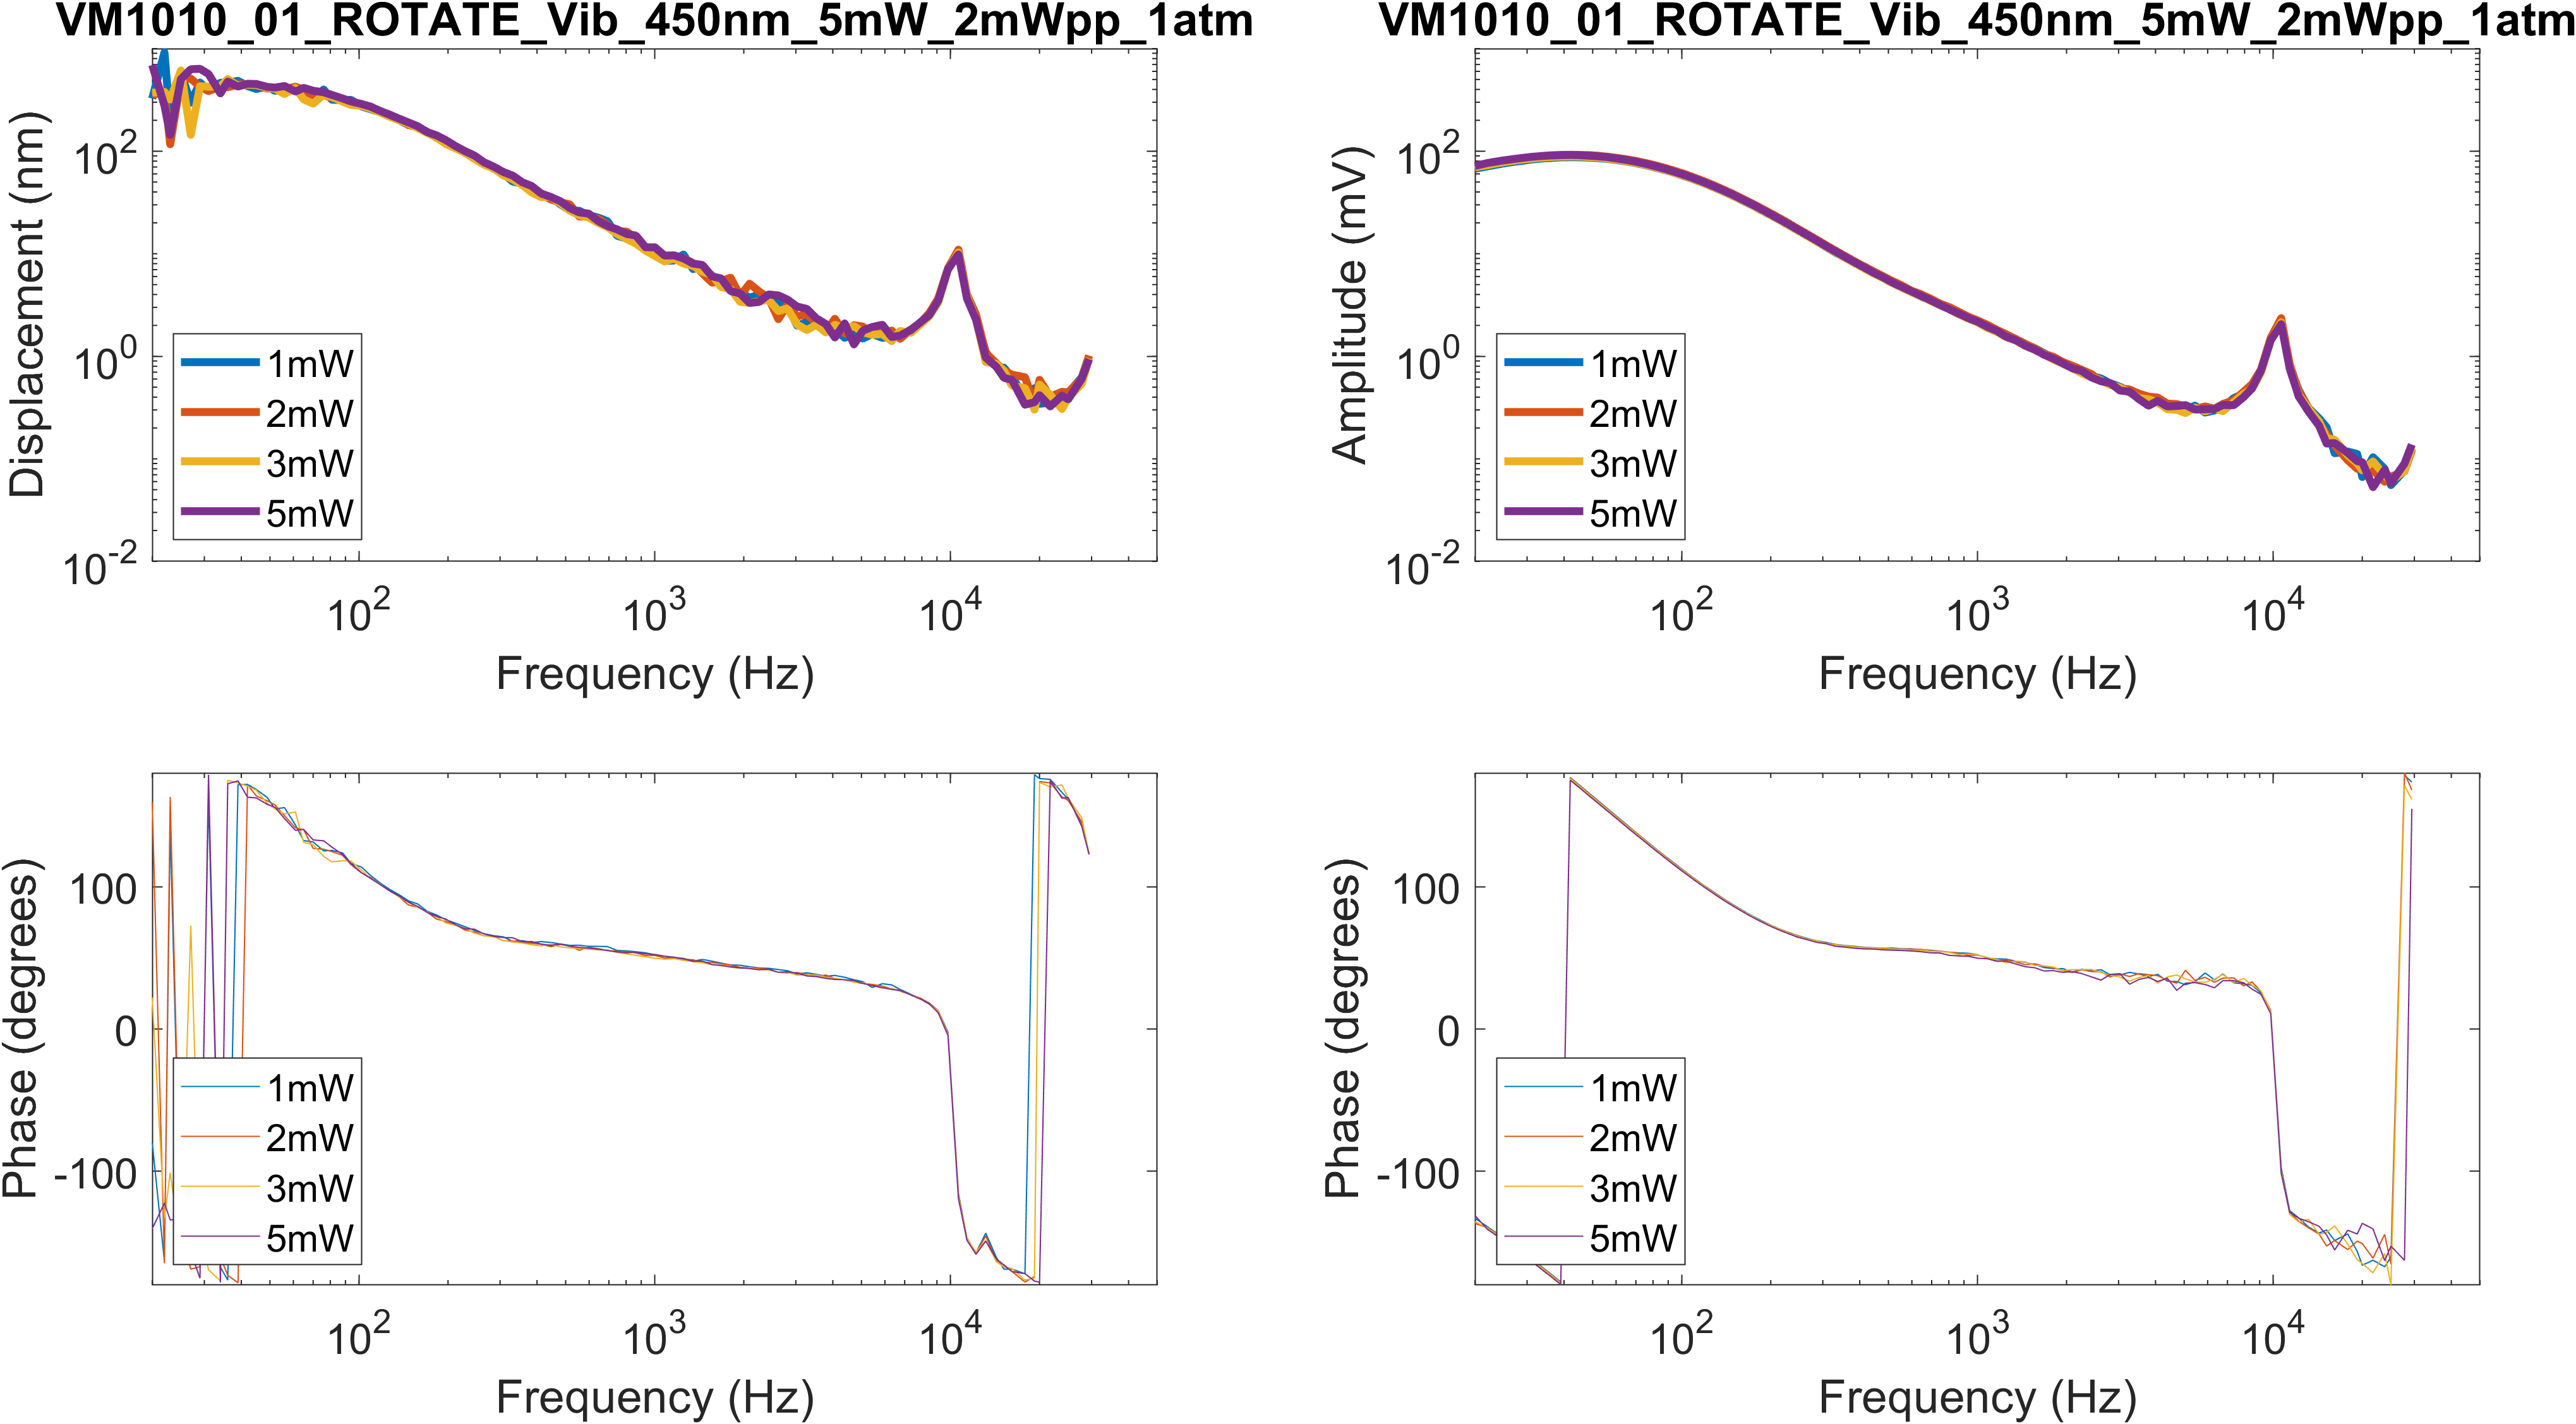 VM1010_01_ROTATE_Vib_450nm_5mW_2mWpp_1atm
Displacement (nm)
10^2
10^0
10^-2
1mW
2mW
3mW
5mW
10^2 10^3 10^4
Frequency (Hz)
VM1010_01_ROTATE_Vib_450nm_5mW_2mWpp_1atm
Amplitude (mV)
10^2
10^0
10^-2
1mW
2mW
3mW
5mW
10^2 10^3 10^4
Frequency (Hz)
Phase (degrees)
100
0
-100
1mW
2mW
3mW
5mW
10^2 10^3 10^4
Frequency (Hz)
Phase (degrees)
100
0
-100
1mW
2mW
3mW
5mW
10^2 10^3 10^4
Frequency (Hz)